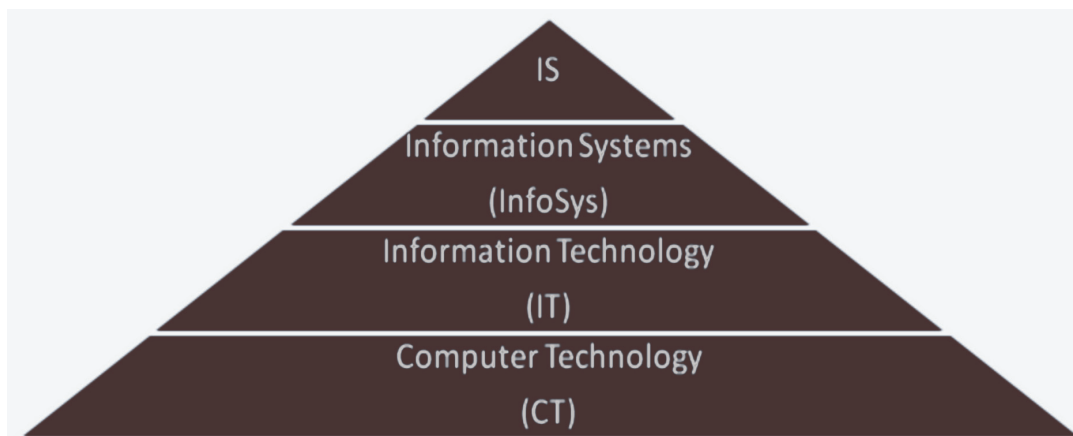 IS
Information Systems
(InfoSys)
Information Technology
(IT)
Computer Technology
(CT)